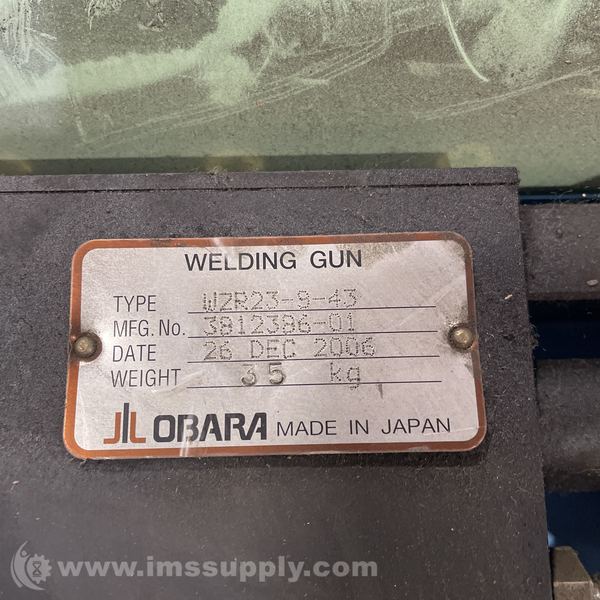 WELDING GUN
TYPE WZR23-9-43
MFG. No. 3812386-01
DATE 26 DEC 2006
WEIGHT 35 kg
OBARA MADE IN JAPAN
www.imssupply.com